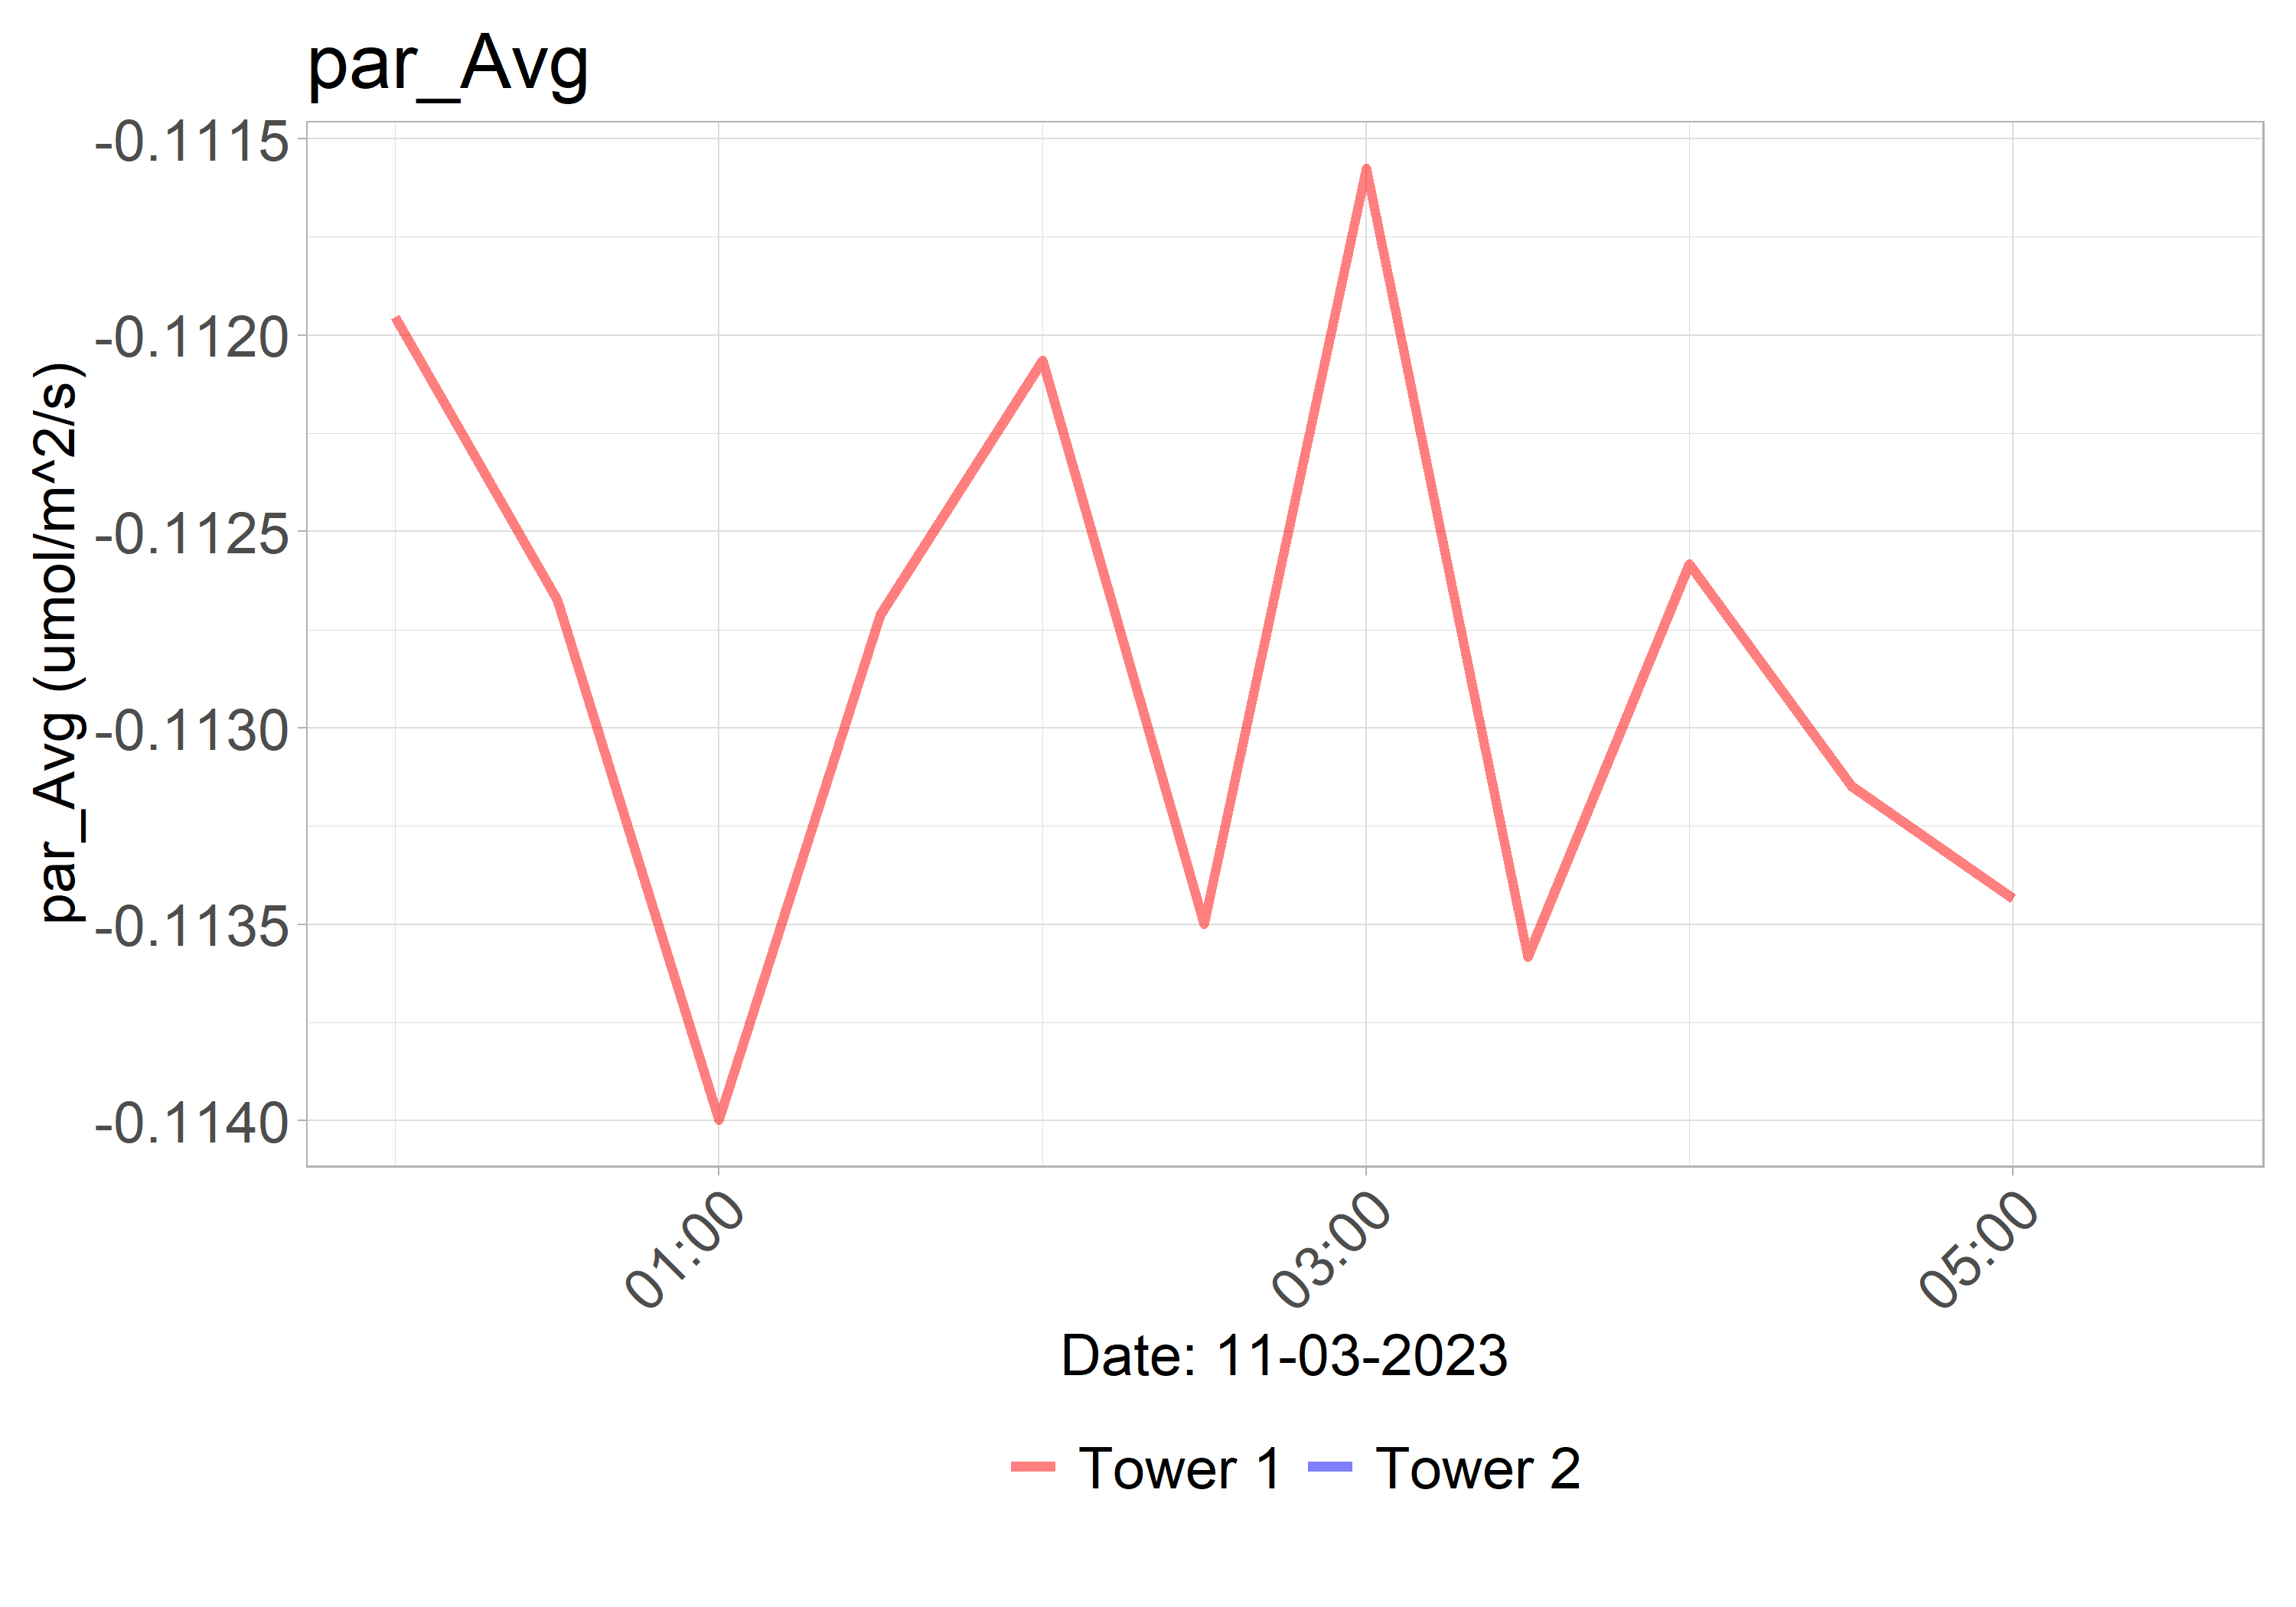 par_Avg
par_Avg (umol/m^2/s)
-0.1115
-0.1120
-0.1125
-0.1130
-0.1135
-0.1140
01:00
03:00
05:00
Date: 11-03-2023
Tower 1
Tower 2